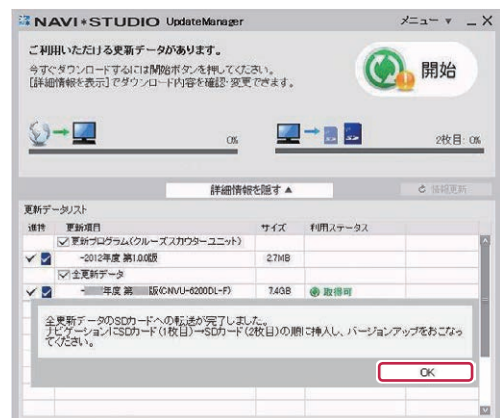 NAVI*STUDIO UpdateManager
メニュー
ご利用いただける更新データがあります。
今すぐダウンロードするには開始ボタンを押してください。
[詳細情報を表示]でダウンロード内容を確認・変更できます。
開始
0%
2枚目: 0%
詳細情報を隠す ▲
情報更新
更新データリスト
進捗 更新項目 サイズ 利用ステータス
更新プログラム(クルーズスカウターユニット)
-2012年度 第1.0.0版 2.7MB
全更新データ
- 年度 第 版(CNVU-6200DL-F) 7.4GB 取得可
全更新データのSDカードへの転送が完了しました。
ナビゲーションにSDカード(1枚目)→SDカード(2枚目)の順に挿入し、バージョンアップをおこなっ
てください。
OK